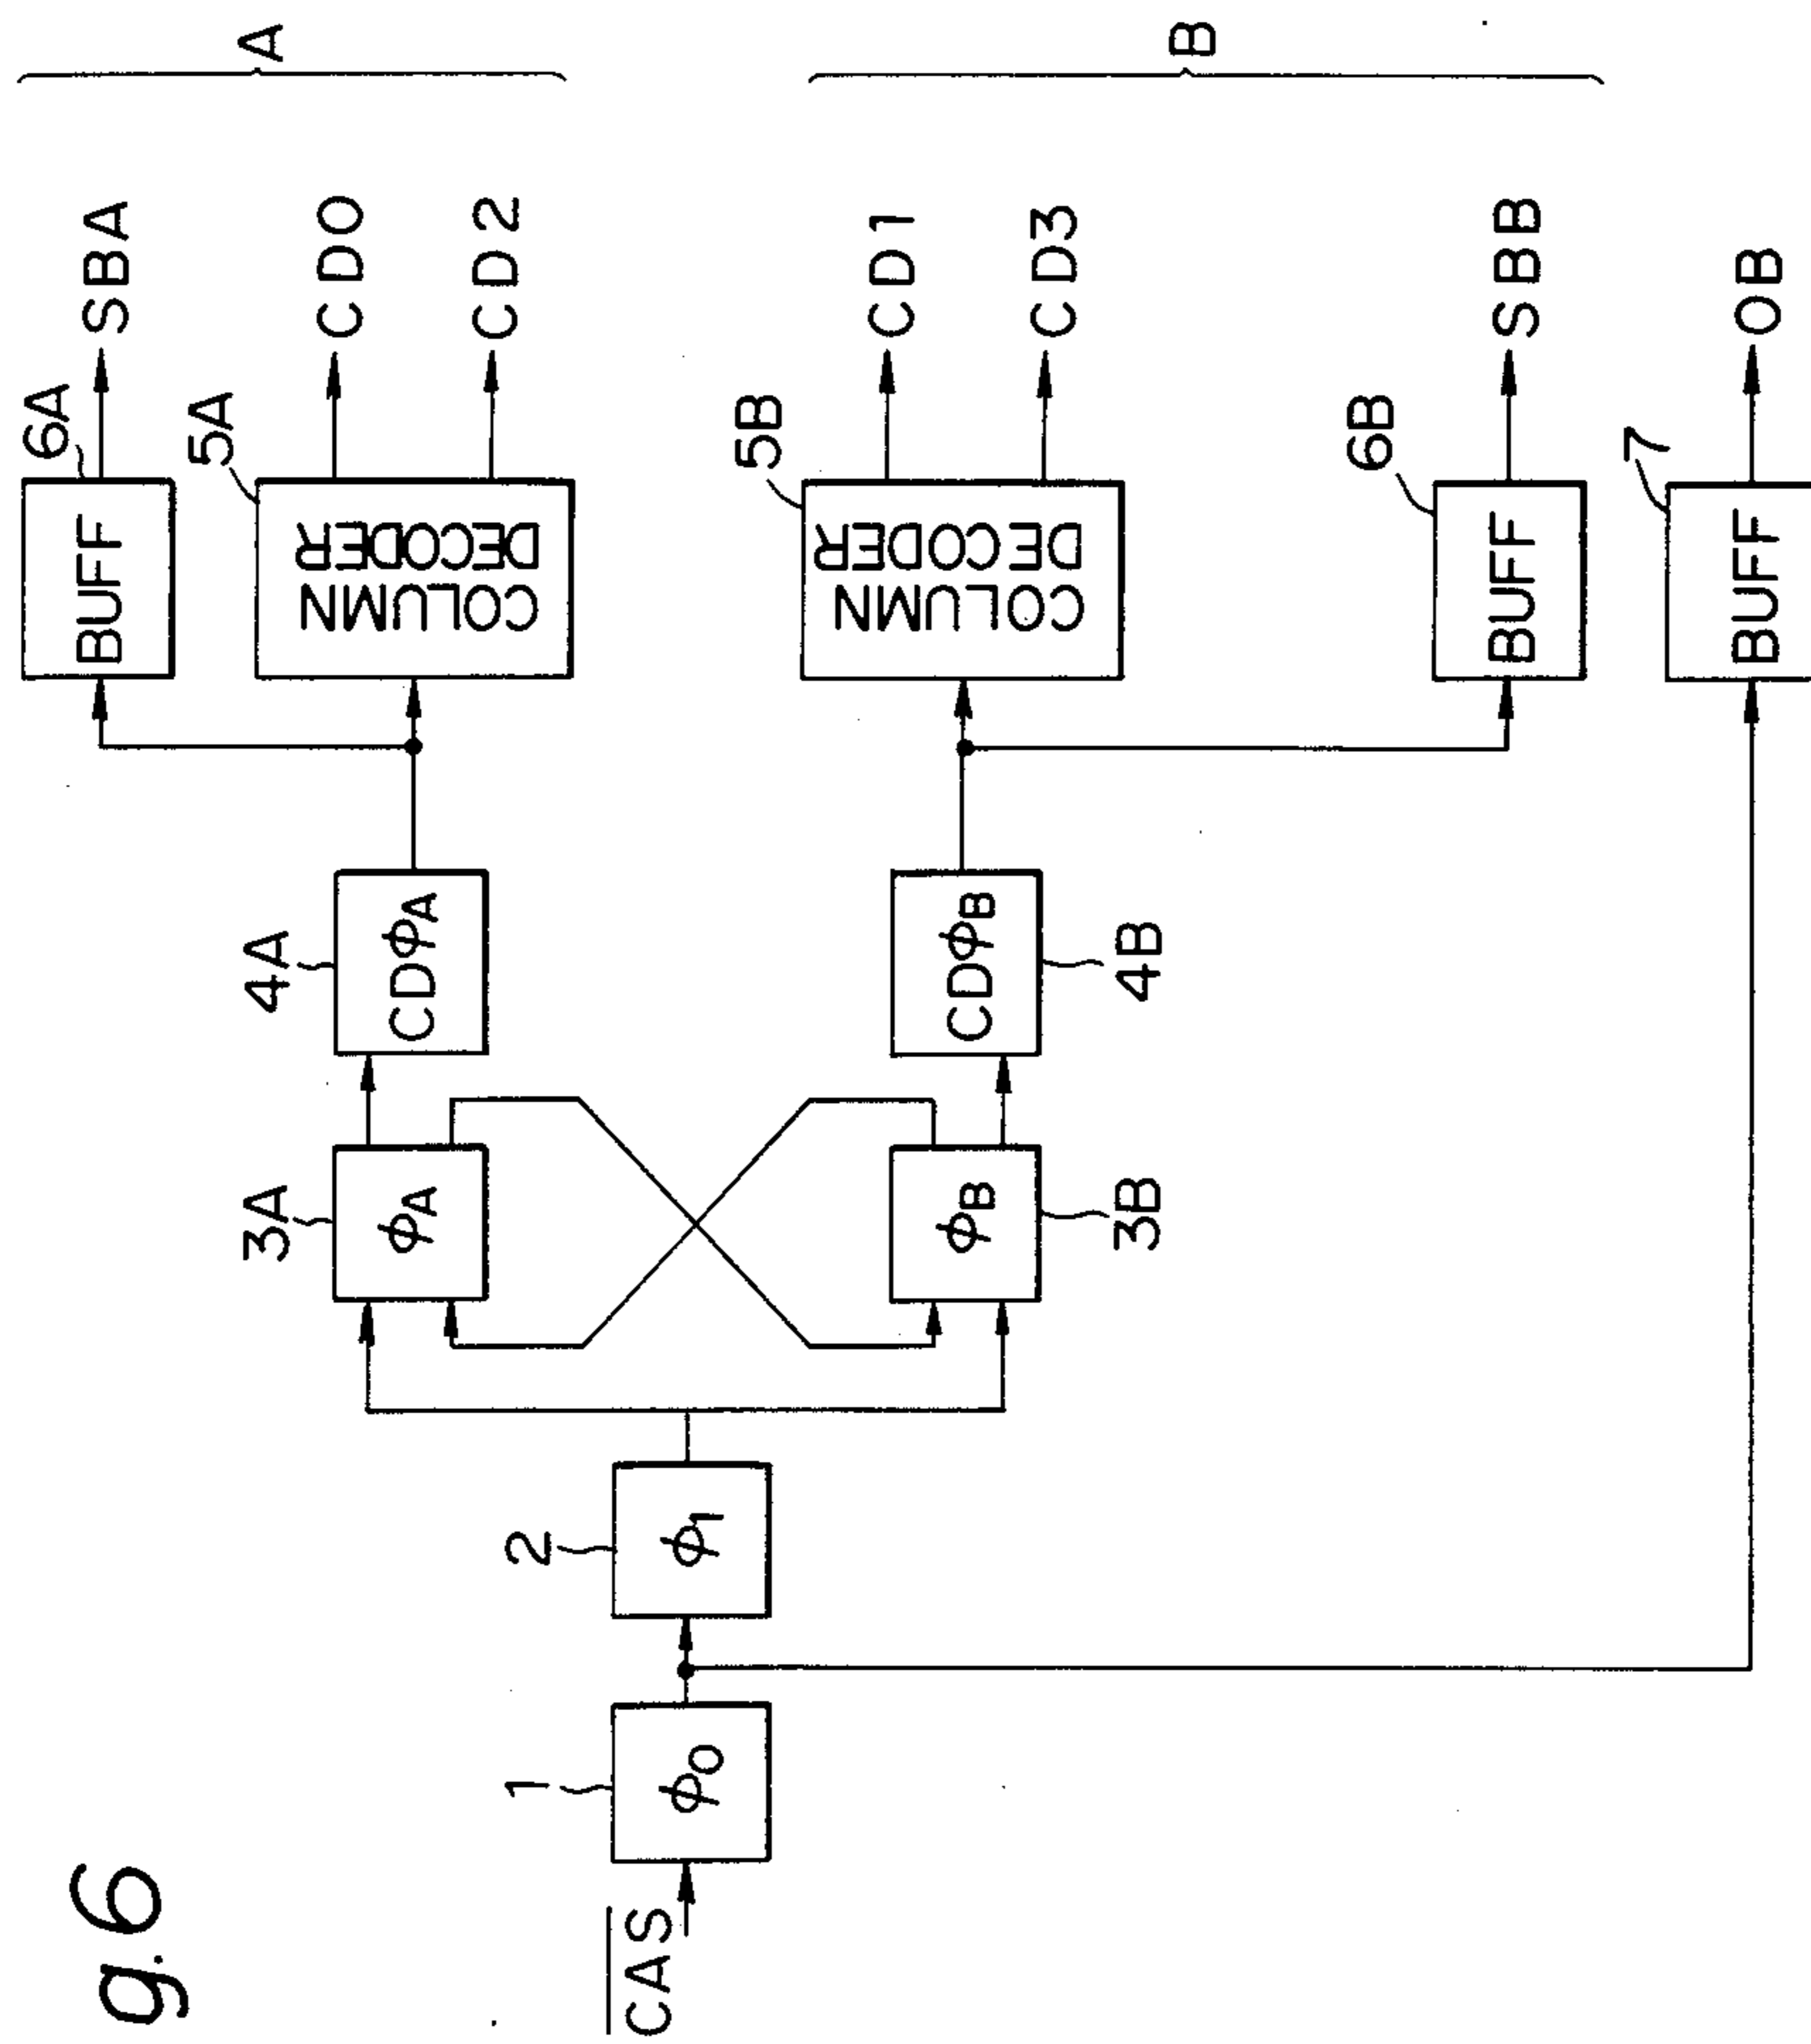 g.6
A
B
SBA
CD0
CD2
CD1
CD3
SBB
OB
6A
BUFF
5A
COLUMN
DECODER
5B
COLUMN
DECODER
6B
BUFF
7
BUFF
4A
CDΦA
4B
CDΦB
3A
ΦA
3B
ΦB
2
Φ1
1
Φ0
C̅A̅S̅